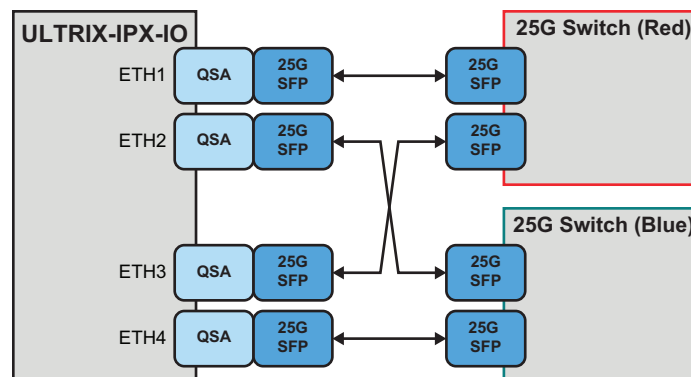 ULTRIX-IPX-IO
25G Switch (Red)
ETH1
QSA
25G
SFP
25G
SFP
ETH2
QSA
25G
SFP
25G
SFP
25G Switch (Blue)
ETH3
QSA
25G
SFP
25G
SFP
ETH4
QSA
25G
SFP
25G
SFP